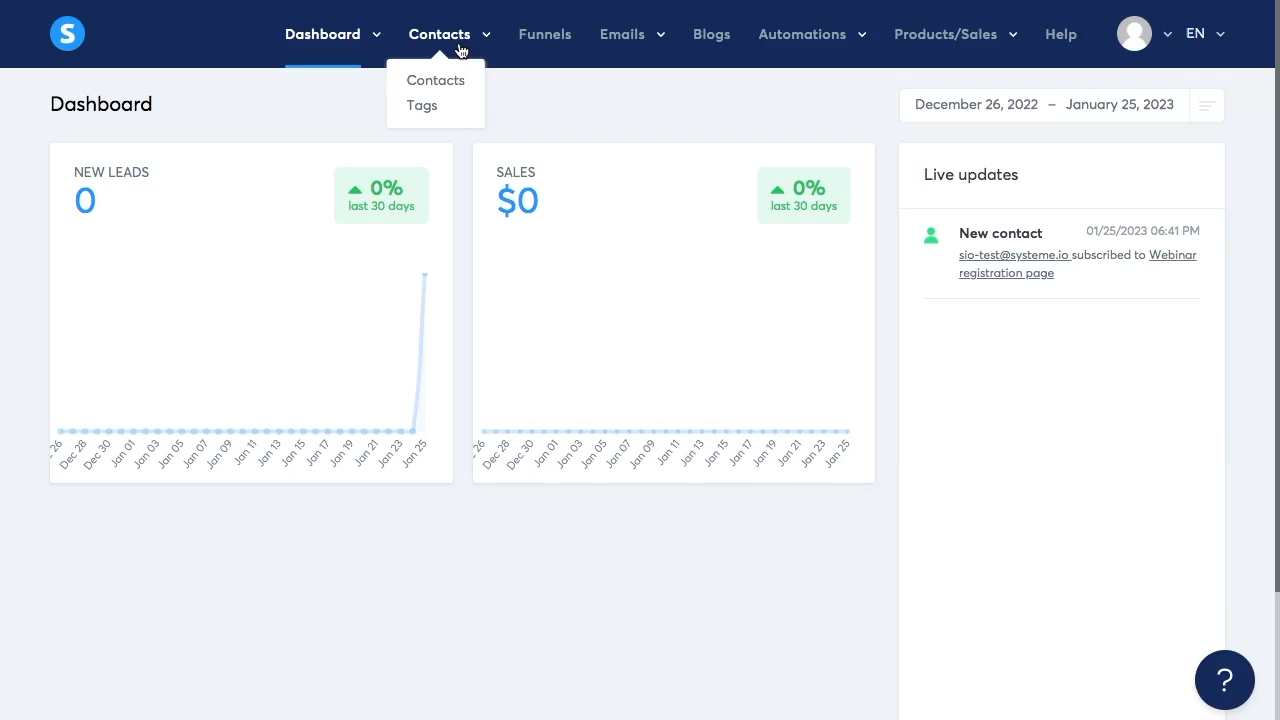 S
Dashboard
Contacts
Funnels
Emails
Blogs
Automations
Products/Sales
Help
EN
Contacts
Tags
Dashboard
December 26, 2022 – January 25, 2023
NEW LEADS
0
0%
last 30 days
26
Dec 28
Dec 30
Jan 01
Jan 03
Jan 05
Jan 07
Jan 09
Jan 11
Jan 13
Jan 15
Jan 17
Jan 19
Jan 21
Jan 23
Jan 25
SALES
$0
0%
last 30 days
26
Dec 28
Dec 30
Jan 01
Jan 03
Jan 05
Jan 07
Jan 09
Jan 11
Jan 13
Jan 15
Jan 17
Jan 19
Jan 21
Jan 23
Jan 25
Live updates
New contact 01/25/2023 06:41 PM
sio-test@systeme.io subscribed to Webinar
registration page
?